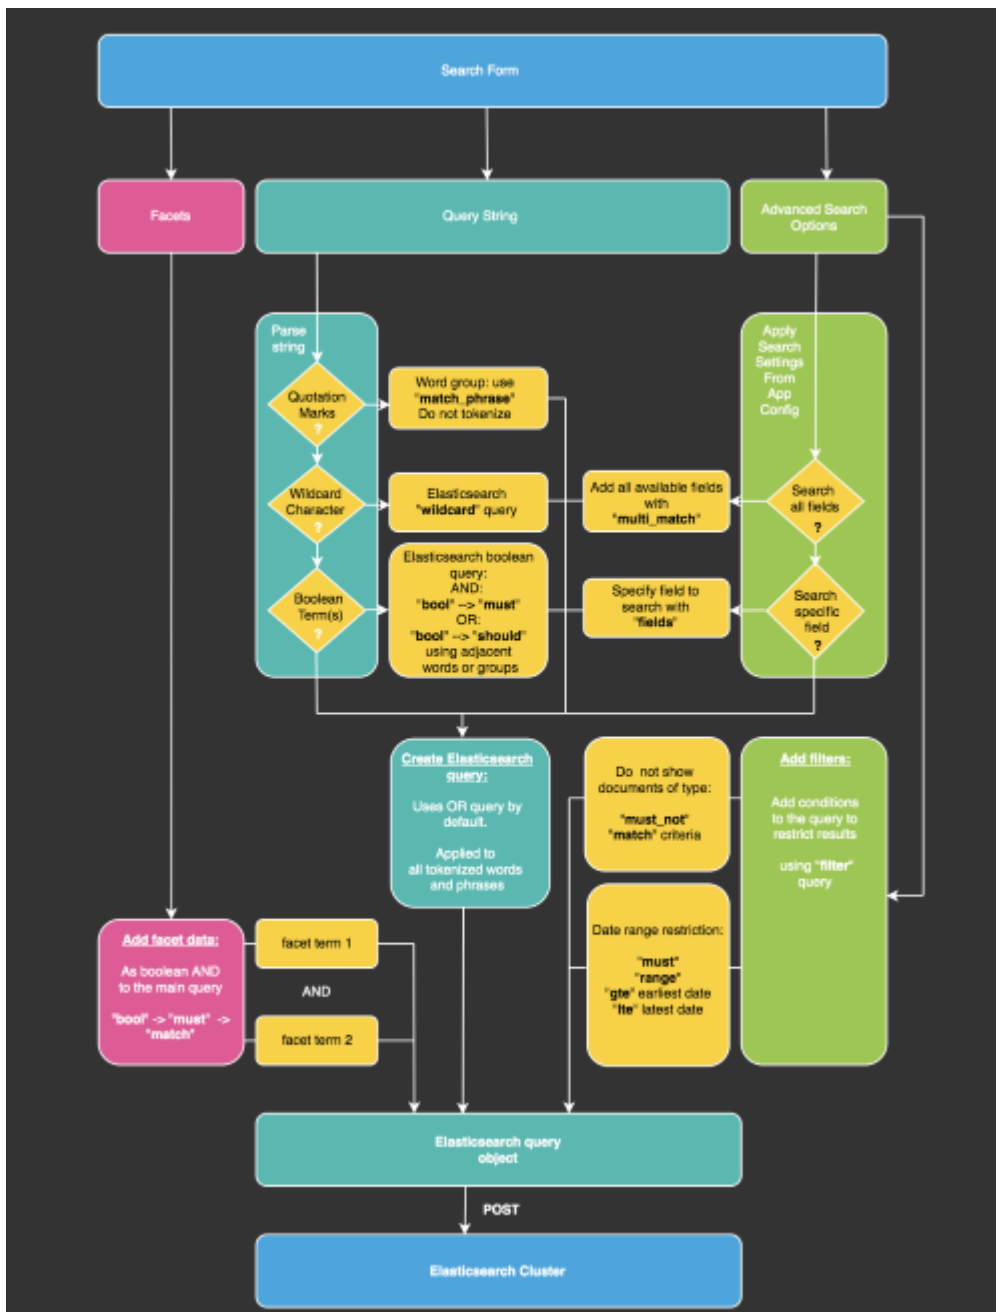 Search Form
Facets
Query String
Advanced Search
Options
Parse
string
Quotation
Marks
?
Word group: use
"match_phrase"
Do not tokenize
Wildcard
Character
?
Elasticsearch
"wildcard" query
Boolean
Term(s)
?
Elasticsearch boolean
query:
AND:
"bool" --> "must"
OR:
"bool" --> "should"
using adjacent
words or groups
Apply
Search
Settings
From
App
Config
Search
all fields
?
Add all available fields
with
"multi_match"
Search
specific
field
?
Specify field to
search with
"fields"
Create Elasticsearch
query:
Uses OR query by
default.
Applied to
all tokenized words
and phrases
Do not show
documents of type:
"must_not"
"match" criteria
Add filters:
Add conditions
to the query to
restrict results
using "filter"
query
Date range restriction:
"must"
"range"
"gte" earliest date
"lte" latest date
Add facet data:
As boolean AND
to the main query
"bool" -> "must" ->
"match"
facet term 1
AND
facet term 2
Elasticsearch query
object
POST
Elasticsearch Cluster